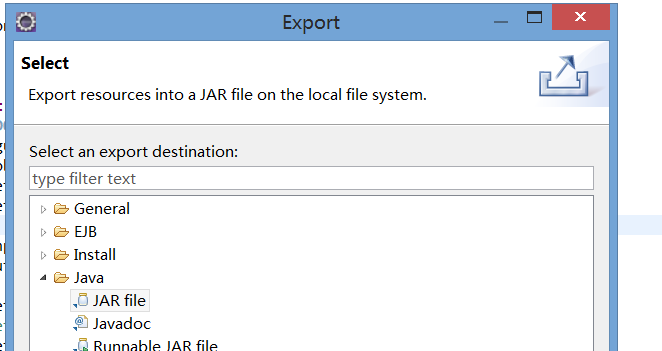 Export
Select
Export resources into a JAR file on the local file system.
Select an export destination:
type filter text
General
EJB
Install
Java
JAR file
Javadoc
Runnable JAR file